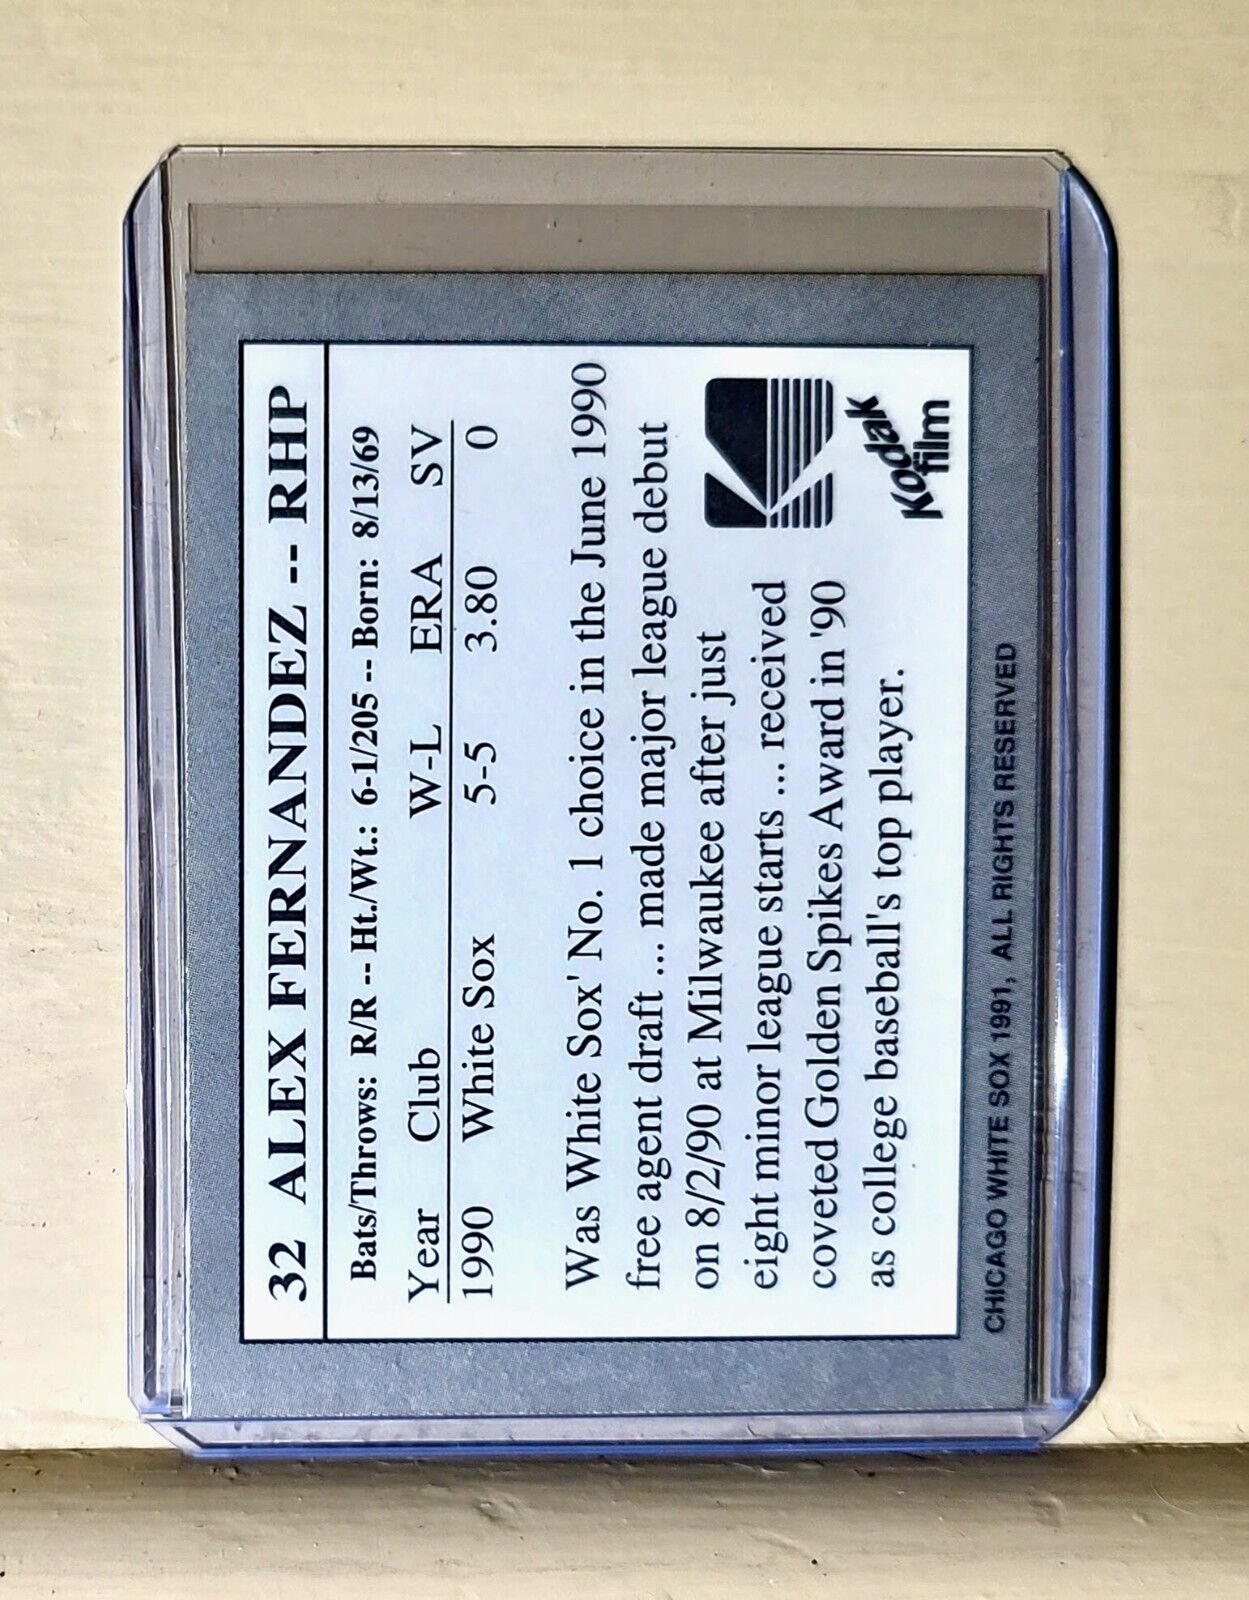 32 ALEX FERNANDEZ -- RHP
Bats/Throws: R/R -- Ht./Wt.: 6-1/205 -- Born: 8/13/69
Year Club W-L ERA SV
1990 White Sox 5-5 3.80 0
Was White Sox' No. 1 choice in the June 1990
free agent draft ... made major league debut
on 8/2/90 at Milwaukee after just
eight minor league starts ... received
coveted Golden Spikes Award in '90
as college baseball's top player.
Kodak
film
CHICAGO WHITE SOX 1991, ALL RIGHTS RESERVED